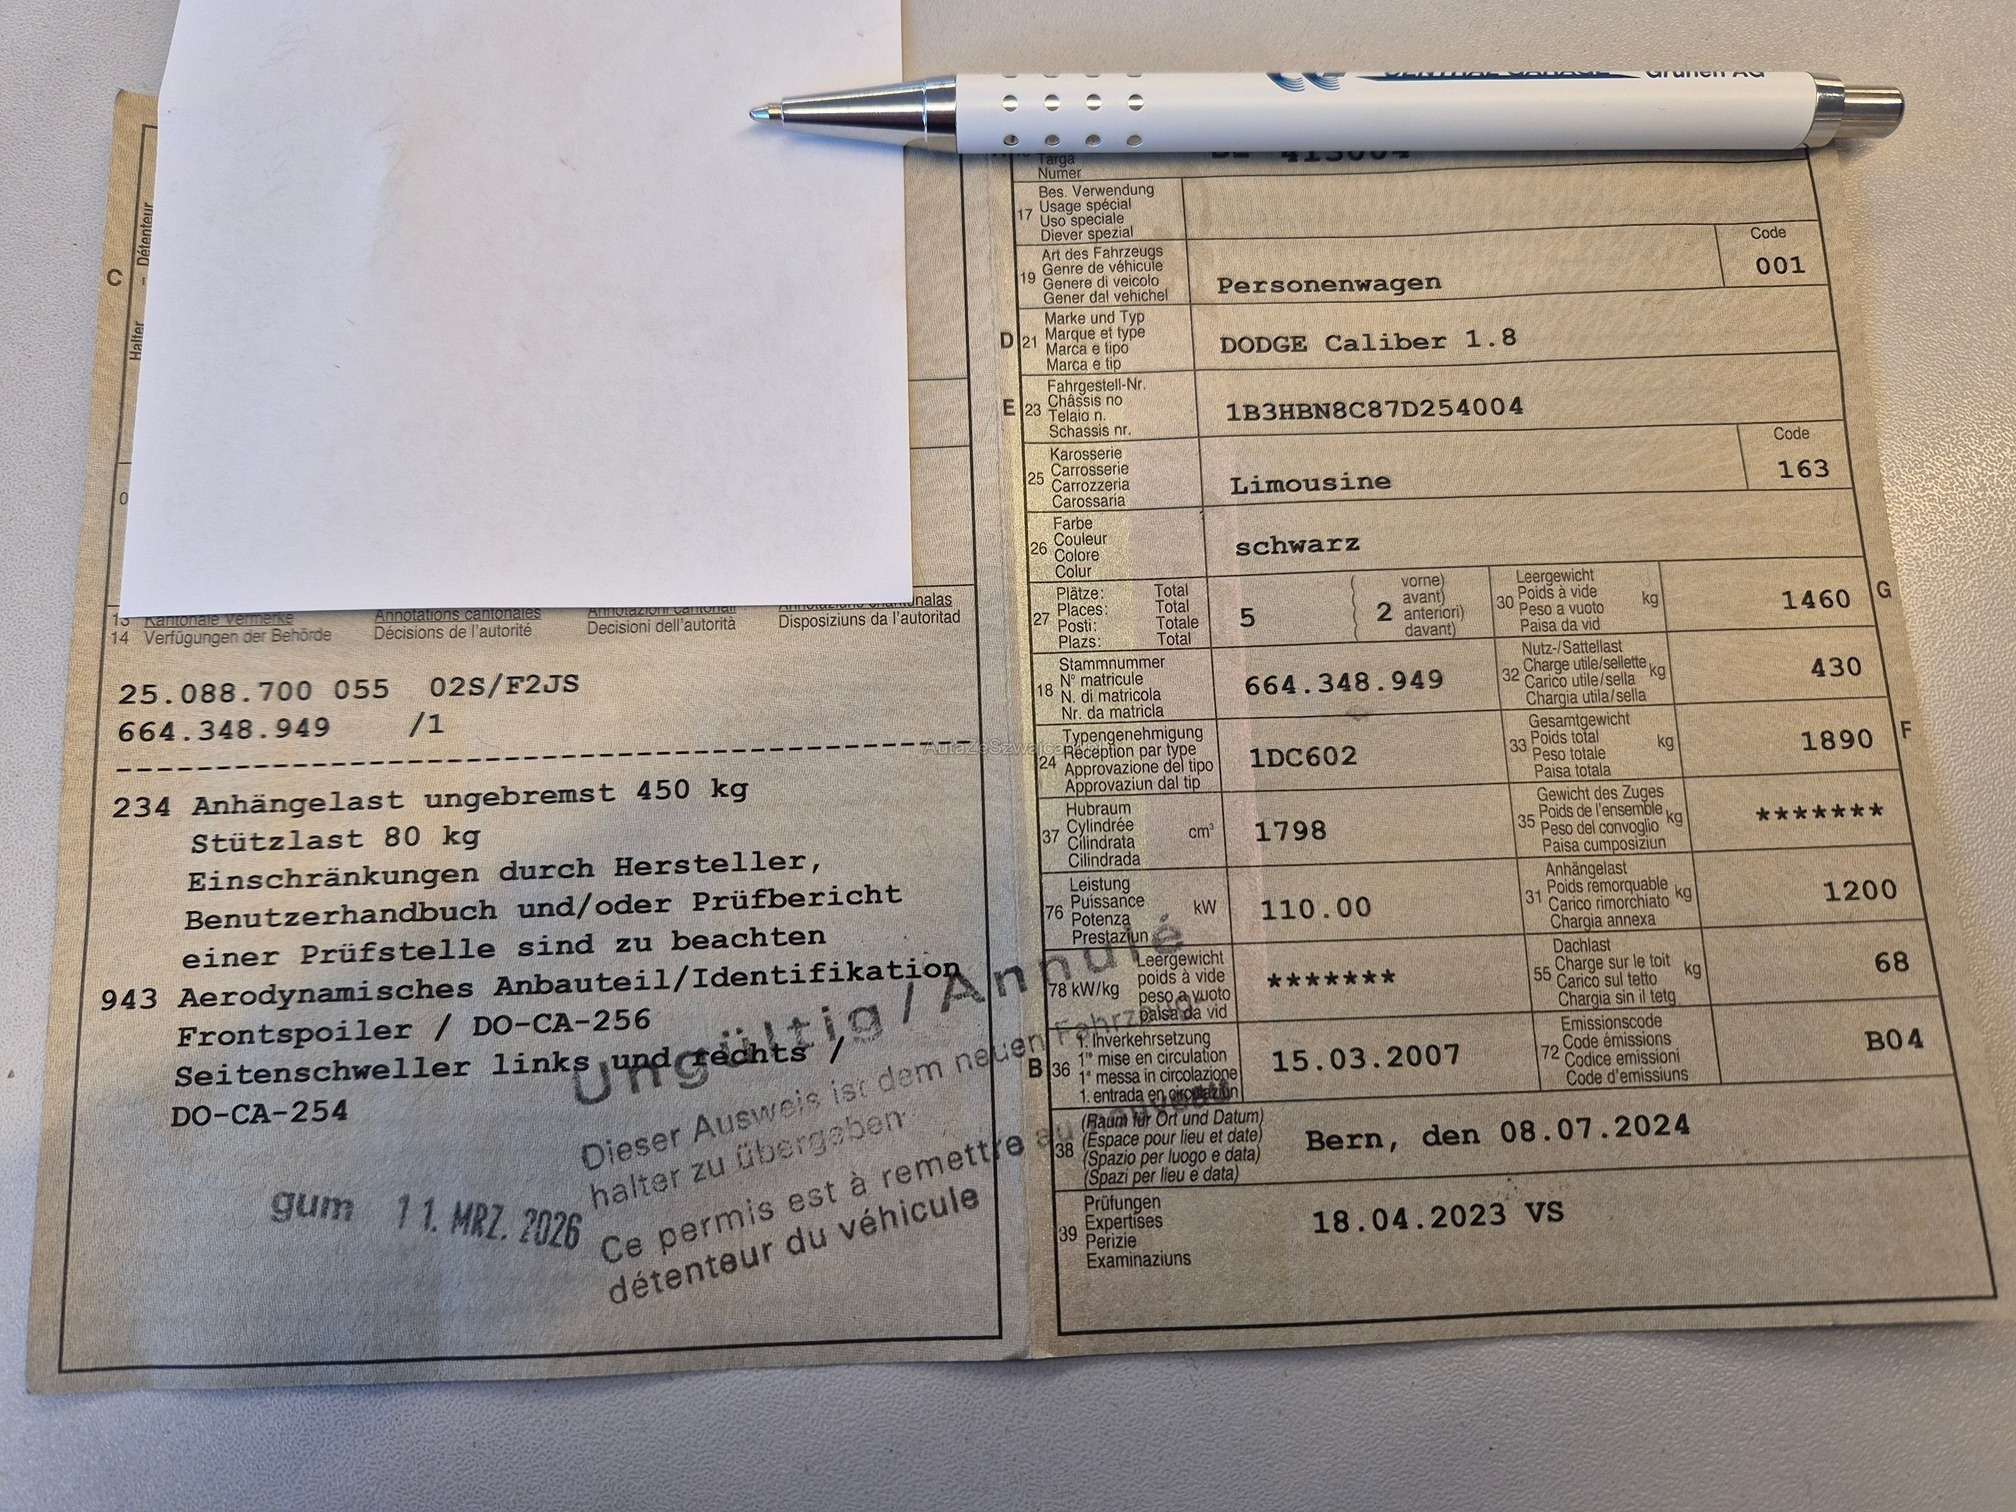 Grünen AG
C
Halter - Détenteur
13 Kantonale Vermerke Annotations cantonales Annotazioni cantonali
14 Verfügungen der Behörde Décisions de l'autorité Decisioni dell'autorità Disposiziuns da l'autoritad
25.088.700 055 02S/F2JS
664.348.949 /1
234 Anhängelast ungebremst 450 kg
Stützlast 80 kg
Einschränkungen durch Hersteller,
Benutzerhandbuch und/oder Prüfbericht
einer Prüfstelle sind zu beachten
943 Aerodynamisches Anbauteil/Identifikation
Frontspoiler / DO-CA-256
Seitenschweller links und rechts /
DO-CA-254
Ungültig/Annulé
Dieser Ausweis ist dem neuen Fahrzeug-
halter zu übergeben
Ce permis est à remettre au nouveau
détenteur du véhicule
gum 11. MRZ. 2026
Targa
Numer
17 Bes. Verwendung
Usage spécial
Uso speciale
Diever spezial
19 Art des Fahrzeugs
Genre de véhicule
Genere di veicolo
Gener dal vehichel
Personenwagen
Code
001
D 21 Marke und Typ
Marque et type
Marca e tipo
Marca e tip
DODGE Caliber 1.8
E 23 Fahrgestell-Nr.
Châssis no
Telaio n.
Schassis nr.
1B3HBN8C87D254004
25 Karosserie
Carrosserie
Carrozzeria
Carossaria
Limousine
Code
163
26 Farbe
Couleur
Colore
Colur
schwarz
27 Plätze: Total
Places: Total
Posti: Totale
Plazs: Total
5
( vorne)
avant)
2 anteriori)
( davant)
30 Leergewicht
Poids à vide
Peso a vuoto
Paisa da vid
kg
1460
G
18 Stammnummer
N° matricule
N. di matricola
Nr. da matricla
664.348.949
32 Nutz-/Sattellast
Charge utile/sellette
Carico utile/sella
Chargia utila/sella
kg
430
24 Typengenehmigung
Réception par type
Approvazione del tipo
Approvaziun dal tip
1DC602
33 Gesamtgewicht
Poids total
Peso totale
Paisa totala
kg
1890
F
37 Hubraum
Cylindrée
Cilindrata
Cilindrada
cm³
1798
35 Gewicht des Zuges
Poids de l'ensemble
Peso del convoglio
Paisa cumposiziun
kg
*******
76 Leistung
Puissance
Potenza
Prestaziun
kW
110.00
31 Anhängelast
Poids remorquable
Carico rimorchiato
Chargia annexa
kg
1200
78 kW/kg
Leergewicht
poids à vide
peso a vuoto
paisa da vid
*******
55 Dachlast
Charge sur le toit
Carico sul tetto
Chargia sin il tetg
kg
68
B 36 1. Inverkehrsetzung
1re mise en circulation
1a messa in circolazione
1. entrada en circulaziun
15.03.2007
72 Emissionscode
Code émissions
Codice emissioni
Code d'emissiuns
B04
38 (Raum für Ort und Datum)
(Espace pour lieu et date)
(Spazio per luogo e data)
(Spazi per lieu e data)
Bern, den 08.07.2024
39 Prüfungen
Expertises
Perizie
Examinaziuns
18.04.2023 VS